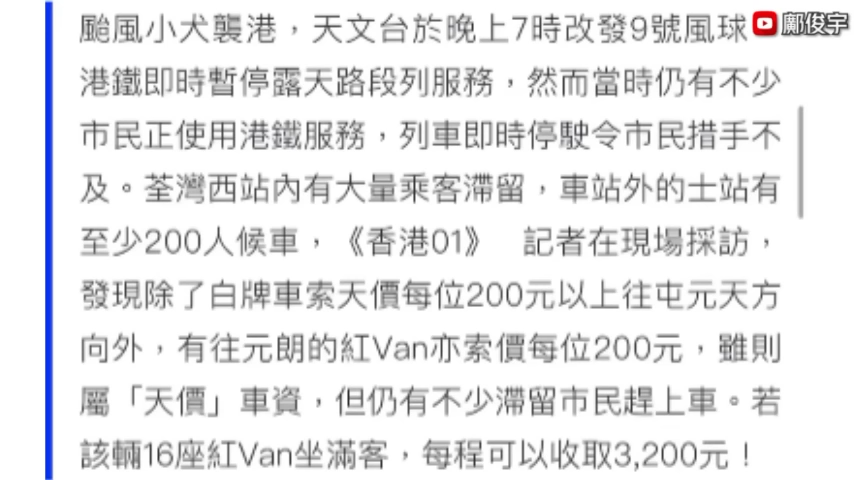 颱風小犬襲港，天文台於晚上7時改發9號風球
鄺俊宇
港鐵即時暫停露天路段列服務，然而當時仍有不少
市民正使用港鐵服務，列車即時停駛令市民措手不
及。荃灣西站內有大量乘客滯留，車站外的士站有
至少200人候車，《香港01》 記者在現場採訪，
發現除了白牌車索天價每位200元以上往屯元天方
向外，有往元朗的紅Van亦索價每位200元，雖則
屬「天價」車資，但仍有不少滯留市民趕上車。若
該輛16座紅Van坐滿客，每程可以收取3,200元！